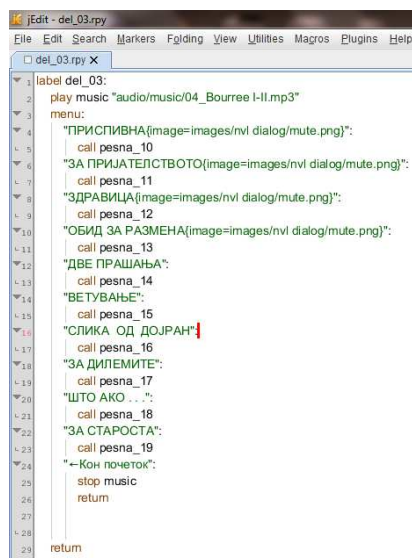 jEdit - del_03.rpy
File Edit Search Markers Folding View Utilities Magros Plugins Help
del_03.rpy X
1 label del_03:
2 play music "audio/music/04_Bourree I-II.mp3"
3 menu:
4 "ПРИСПИВНА{image=images/nvl dialog/mute.png}":
5 call pesna_10
6 "ЗА ПРИЈАТЕЛСТВОТО{image=images/nvl dialog/mute.png}":
7 call pesna_11
8 "ЗДРАВИЦА{image=images/nvl dialog/mute.png}":
9 call pesna_12
10 "ОБИД ЗА РАЗМЕНА{image=images/nvl dialog/mute.png}":
11 call pesna_13
12 "ДВЕ ПРАШАЊА":
13 call pesna_14
14 "ВЕТУВАЊЕ":
15 call pesna_15
16 "СЛИКА ОД ДОЈРАН":
17 call pesna_16
18 "ЗА ДИЛЕМИТЕ":
19 call pesna_17
20 "ШТО АКО . . .":
21 call pesna_18
22 "ЗА СТАРОСТА":
23 call pesna_19
24 "←Кон почеток":
25 stop music
26 return
27
28
29 return